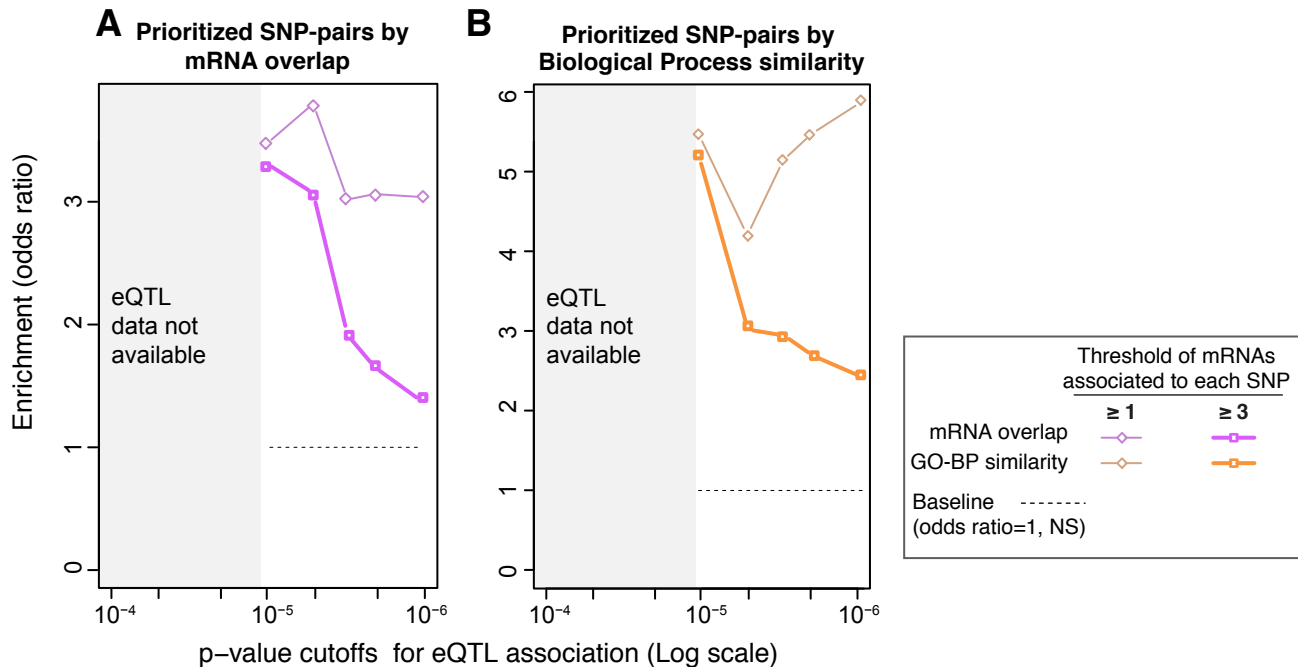 A
Prioritized SNP-pairs by
mRNA overlap
B
Prioritized SNP-pairs by
Biological Process similarity
Enrichment (odds ratio)
3
2
1
0
eQTL
data not
available
10-4
10-5
10-6
6
5
4
3
2
1
0
eQTL
data not
available
10-4
10-5
10-6
p-value cutoffs for eQTL association (Log scale)
Threshold of mRNAs
associated to each SNP
≥ 1 ≥ 3
mRNA overlap
GO-BP similarity
Baseline
(odds ratio=1, NS)